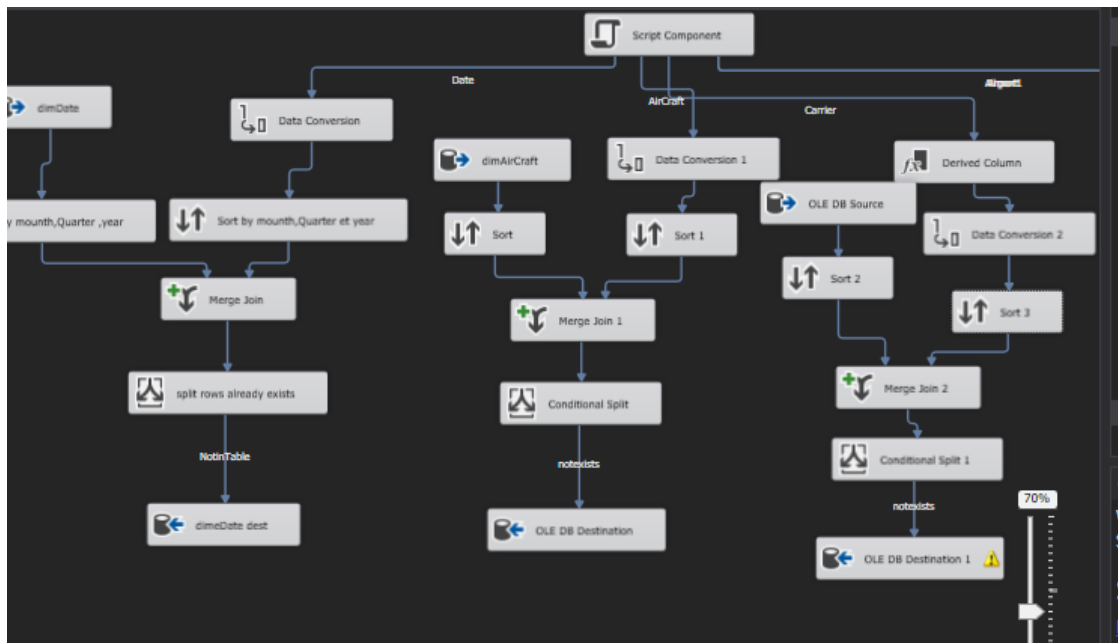 Script Component
Date
AirCraft
Carrier
dimDate
Data Conversion
dimAirCraft
Data Conversion 1
Derived Column
OLE DB Source
y mounth,Quarter ,year
Sort by mounth,Quarter et year
Sort
Sort 1
Data Conversion 2
Sort 2
Merge Join
Merge Join 1
Sort 3
split rows already exists
Conditional Split
Merge Join 2
NotinTable
notexists
Conditional Split 1
dimeDate dest
OLE DB Destination
notexists
70%
OLE DB Destination 1